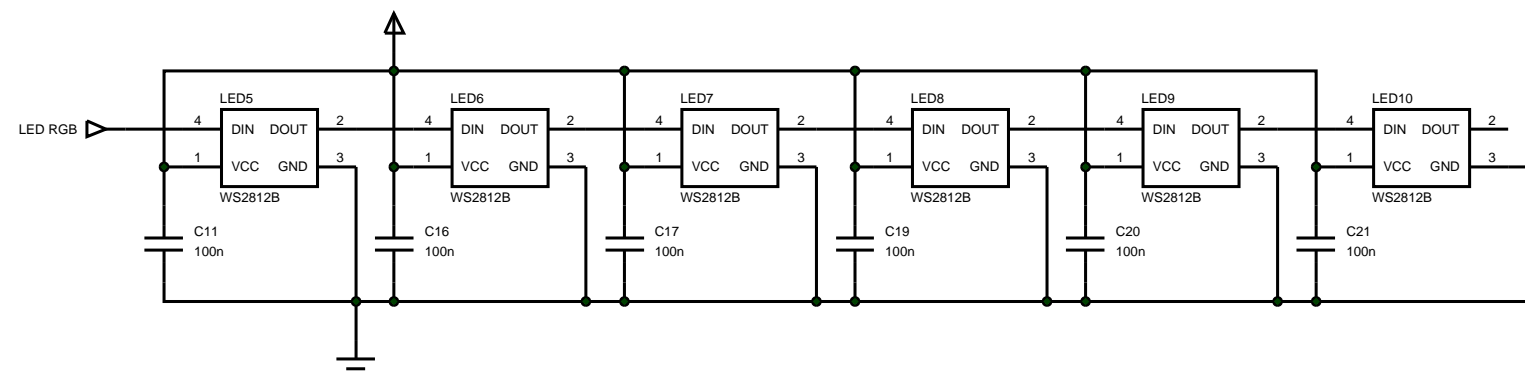 LED5 LED6 LED7 LED8 LED9 LED10
LED RGB 4 DIN DOUT 2 4 DIN DOUT 2 4 DIN DOUT 2 4 DIN DOUT 2 4 DIN DOUT 2 4 DIN DOUT 2
1 VCC GND 3 1 VCC GND 3 1 VCC GND 3 1 VCC GND 3 1 VCC GND 3 1 VCC GND 3
WS2812B WS2812B WS2812B WS2812B WS2812B WS2812B
C11 C16 C17 C19 C20 C21
100n 100n 100n 100n 100n 100n